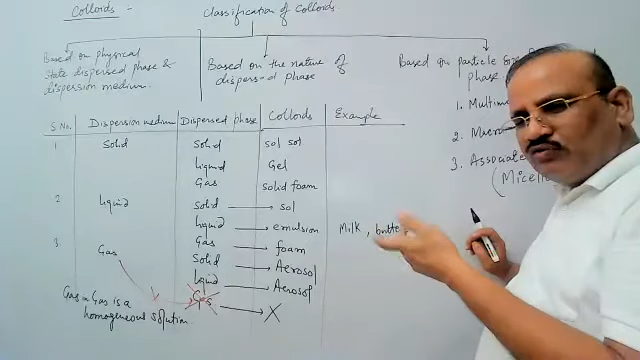 Colloids.
Classification of Colloids.
Based on physical
state dispersed phase &
dispersion medium.
Based on the nature of
dispersed phase
Based on particle
phase
1. Multim
2. Macro
3. Associate
(Micell
S.No. Dispersion medium Dispersed phase Colloids Example
1 Solid Solid sol sol
Liquid Gel
Gas Solid foam
2 Liquid Solid sol
Liquid emulsion Milk, butte
Gas foam
3. Gas Solid Aerosol
Liquid Aerosol
Gas X
Gas in Gas is a
homogeneous solution